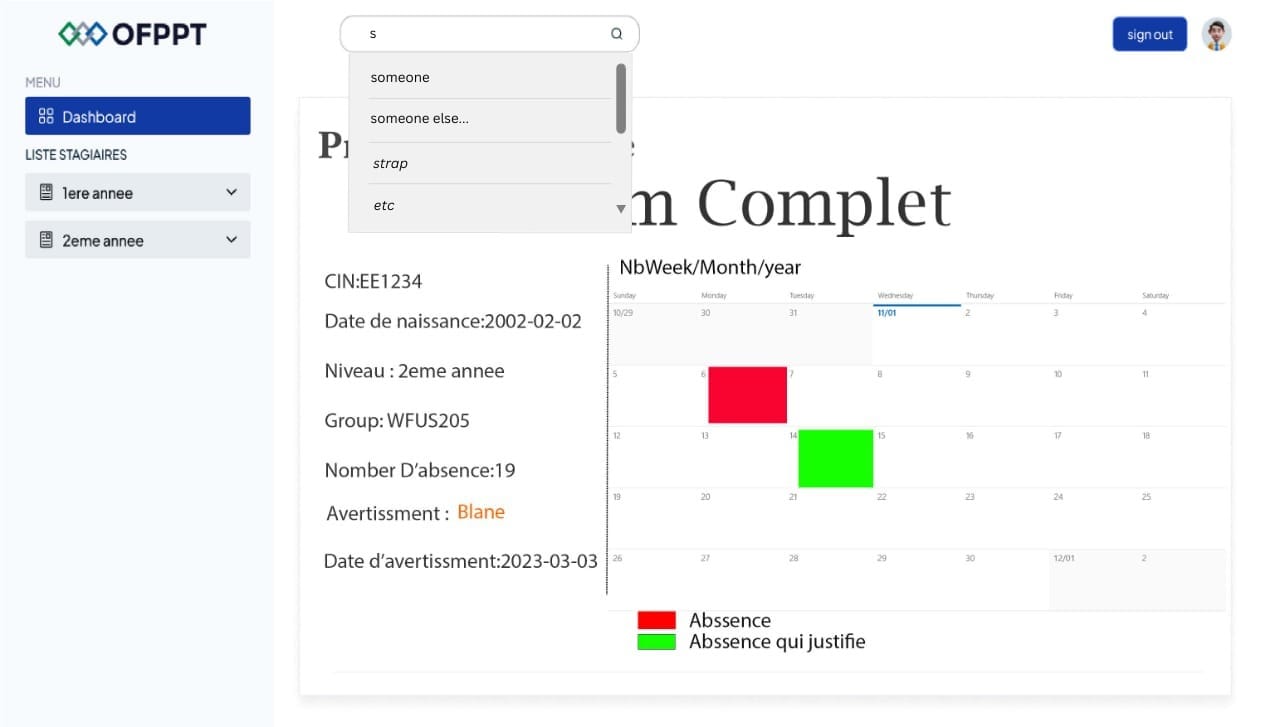 OFPPT
s
sign out
MENU
Dashboard
LISTE STAGIAIRES
1ere annee
2eme annee
someone
someone else...
strap
etc
m Complet
CIN:EE1234
Date de naissance:2002-02-02
Niveau : 2eme annee
Group: WFUS205
Nomber D’absence:19
Avertissment : Blane
Date d’avertissment:2023-03-03
NbWeek/Month/year
Sunday Monday Tuesday Wednesday Thursday Friday Saturday
10/29 30 31 11/01 2 3 4
5 6 7 8 9 10 11
12 13 14 15 16 17 18
19 20 21 22 23 24 25
26 27 28 29 30 12/01 2
Abssence
Abssence qui justifie